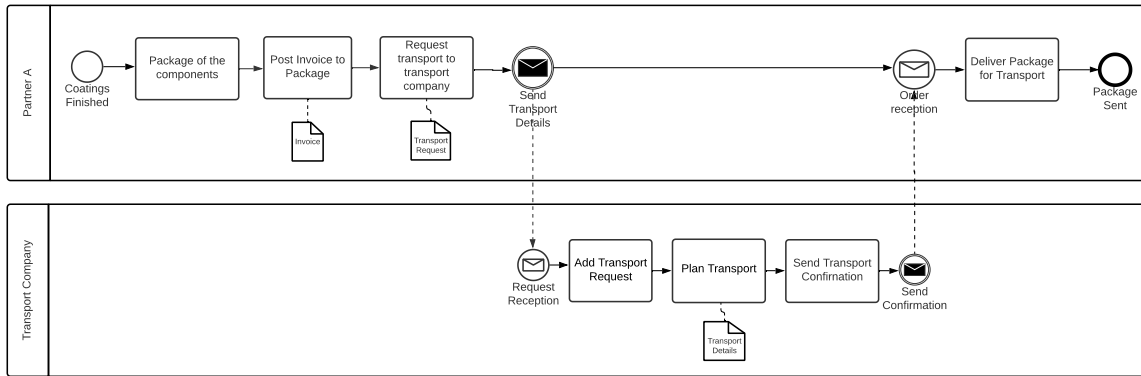 Partner A
Coatings
Finished
Package of the
components
Post Invoice to
Package
Invoice
Request
transport to
transport
company
Transport
Request
Send
Transport
Details
Order
reception
Deliver Package
for Transport
Package
Sent
Transport Company
Request
Reception
Add Transport
Request
Plan Transport
Transport
Details
Send Transport
Confirmation
Send
Confirmation